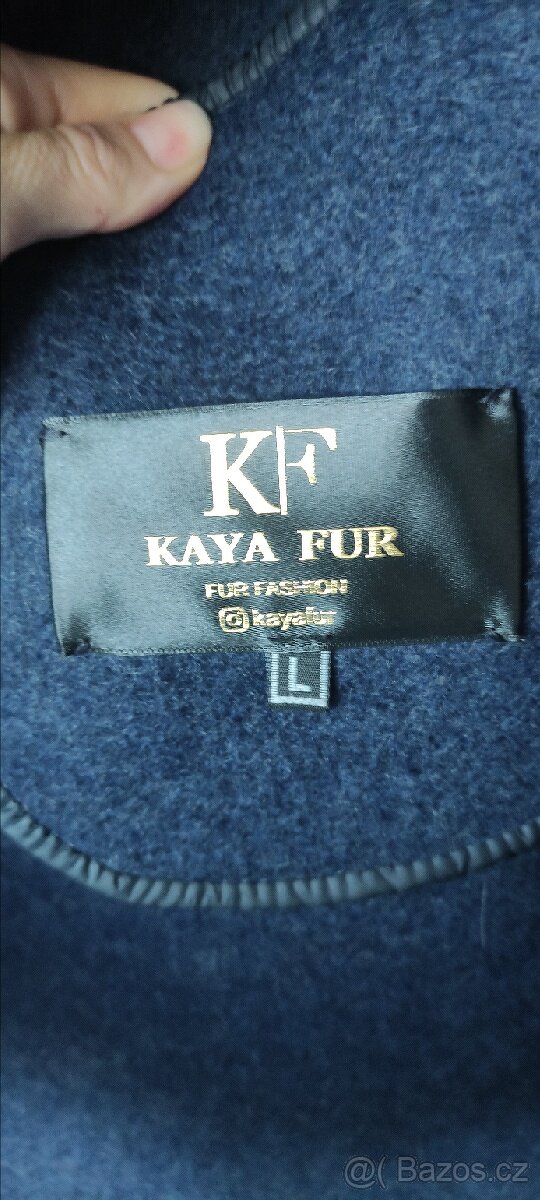 KF
KAYA FUR
FUR FASHION
kayafur
L
@( Bazos.cz